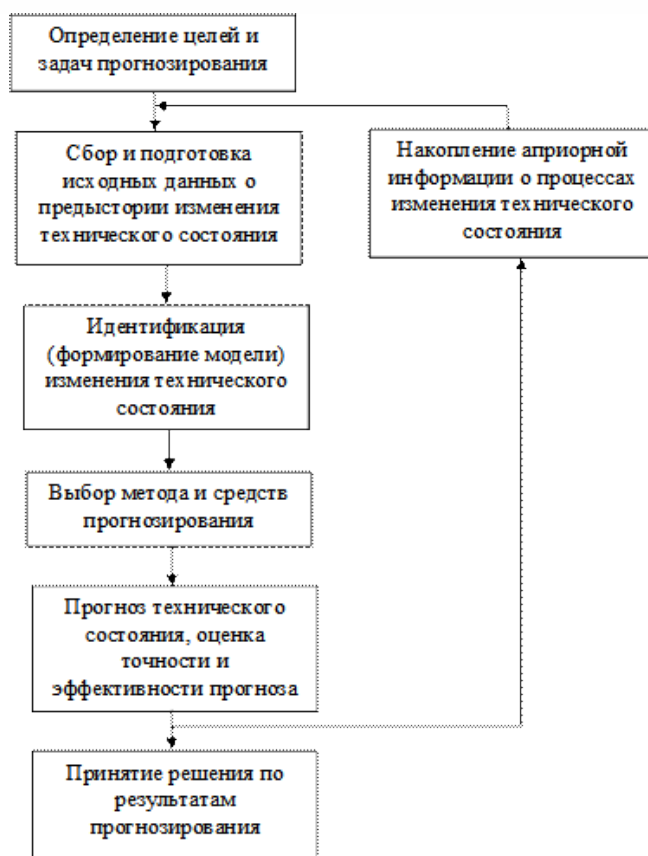 Определение целей и
задач прогнозирования
Сбор и подготовка
исходных данных о
предыстории изменения
технического состояния
Накопление априорной
информации о процессах
изменения технического
состояния
Идентификация
(формирование модели)
изменения технического
состояния
Выбор метода и средств
прогнозирования
Прогноз технического
состояния, оценка
точности и
эффективности прогноза
Принятие решения по
результатам
прогнозирования